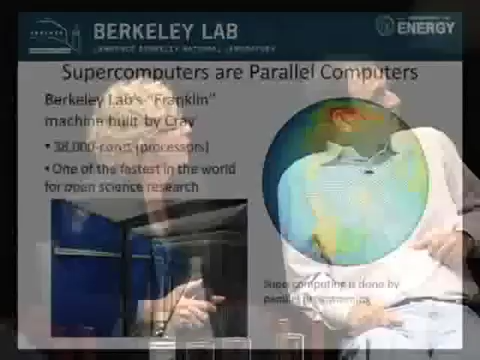 BERKELEY LAB
LAWRENCE BERKELEY NATIONAL LABORATORY
ENERGY
Supercomputers are Parallel Computers
Berkeley Lab's "Franklin"
machine built by Cray
• 38,000-cores (processors)
• One of the fastest in the world
for open science research
Super computing is done by
parallel